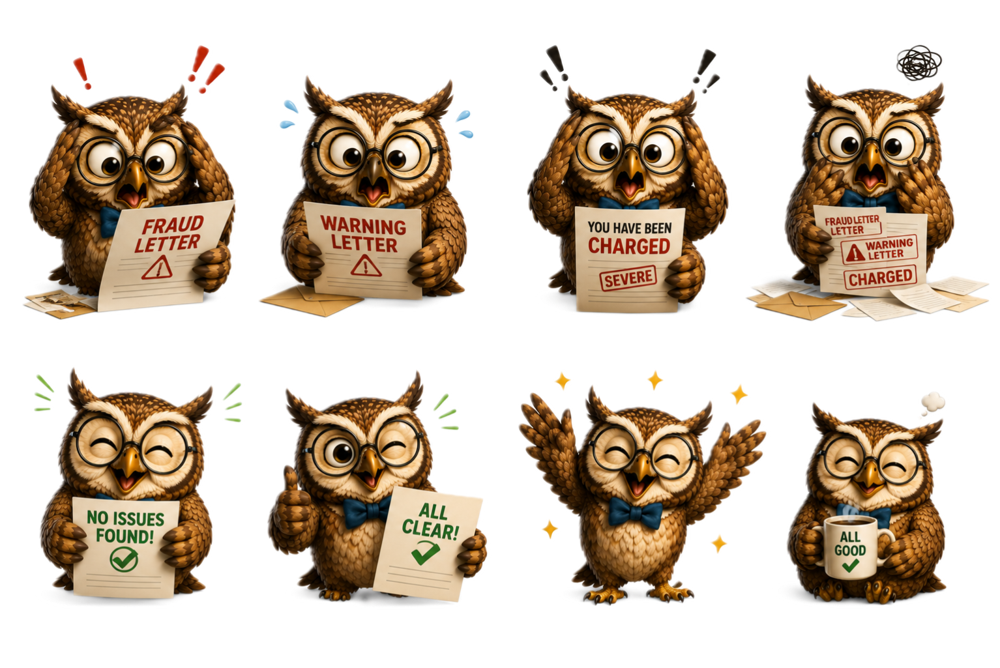 FRAUD
LETTER
WARNING
LETTER
YOU HAVE BEEN
CHARGED
SEVERE
FRAUD LETTER
LETTER
WARNING
LETTER
CHARGED
NO ISSUES
FOUND!
ALL
CLEAR!
ALL
GOOD